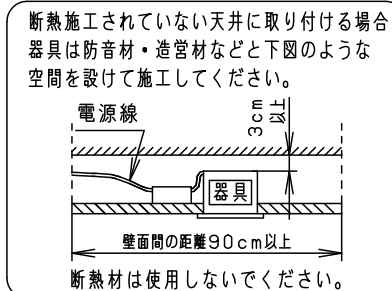 断熱施工されていない天井に取り付ける場合
器具は防音材・造営材などと下図のような
空間を設けて施工してください。
電源線
3cm
以上
器具
壁面間の距離90cm以上
断熱材は使用しないでください。